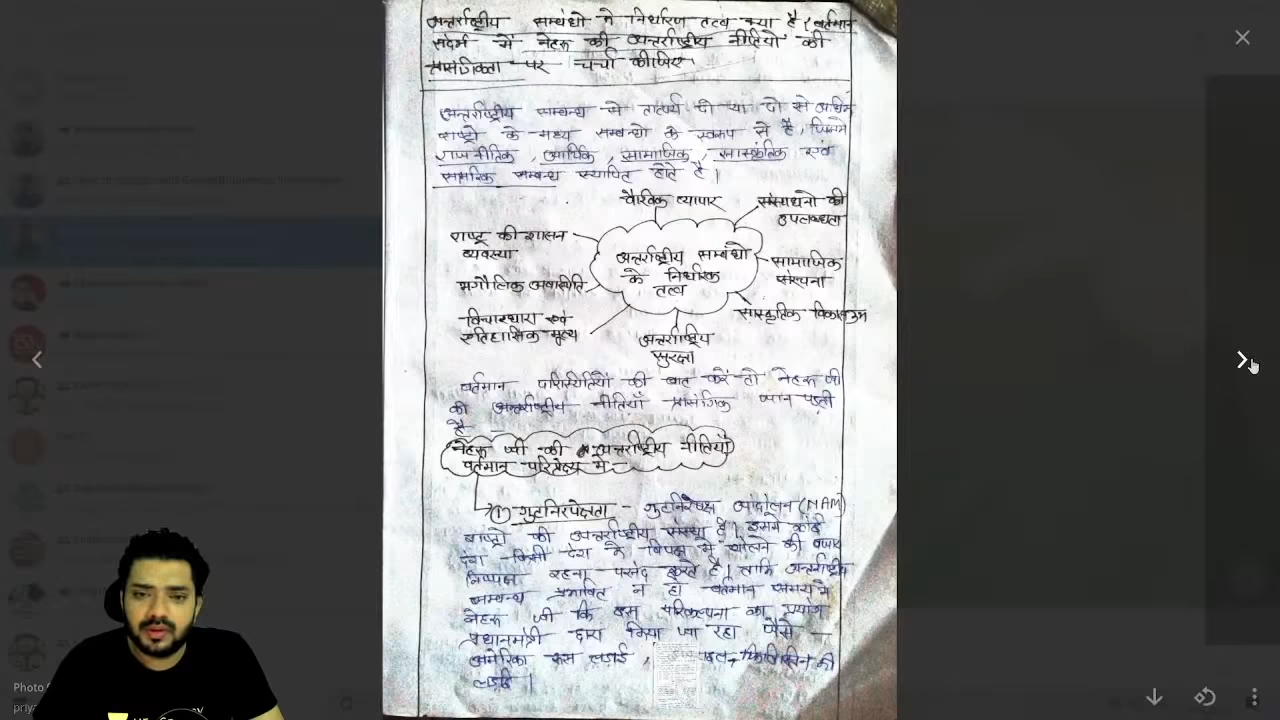 अन्तर्राष्ट्रीय सम्बंधो ने निर्धारण तत्व क्या है ? वर्तमान
संदर्भ में नेहरू की अन्तर्राष्ट्रीय नीतियों की
प्रासंगिकता पर चर्चा कीजिए
अन्तर्राष्ट्रीय सम्बन्ध से तात्पर्य दो या दो से अधिक
राष्ट्रो के मध्य सम्बन्धो के स्वरूप से है, जिसमे
राजनीतिक , आर्थिक , सामाजिक , सांस्कृतिक एवं
सामरिक सम्बन्ध स्थापित होते है ।
वैश्विक व्यापार
संसाधनो की
उपलब्धता
राष्ट्र की शासन
व्यवस्या
अन्तर्राष्ट्रीय सम्बंधो
के निर्धारक
तत्व
सामाजिक
संरचना
भगौलिक अवस्थिति
सांस्कृतिक विकासक्रम
विचारधारा एवं
ऐतिहासिक मूल्य
अन्तर्राष्ट्रीय
सुरक्षा
वर्तमान परिस्थितियों की बात करें तो नेहरू जी
की अन्तर्राष्ट्रीय नीतियाँ प्रासंगिक जान पड़ती
है –
नेहरू जी की अन्तर्राष्ट्रीय नीतियाँ
वर्तमान परिप्रेक्ष्य में –
(1) गुटनिरपेक्षता – गुटनिरपेक्ष आंदोलन (NAM)
राष्ट्रो की अन्तर्राष्ट्रीय संस्था है। इसमे कोई
देश किसी देश के विपक्ष में बोलने की बजाय
निष्पक्ष रहना पसंद करते है। ताकि अन्तर्राष्ट्रीय
सम्बन्ध प्रभावित न हो वर्तमान समय में
नेहरू जी कि इस परिकल्पना का प्रयोग
प्रधानमंत्री द्वारा किया जा रहा जैसे –
अमेरिका रूस लड़ाई , फिलिस्तीन की
लड़ाई ।
Photo